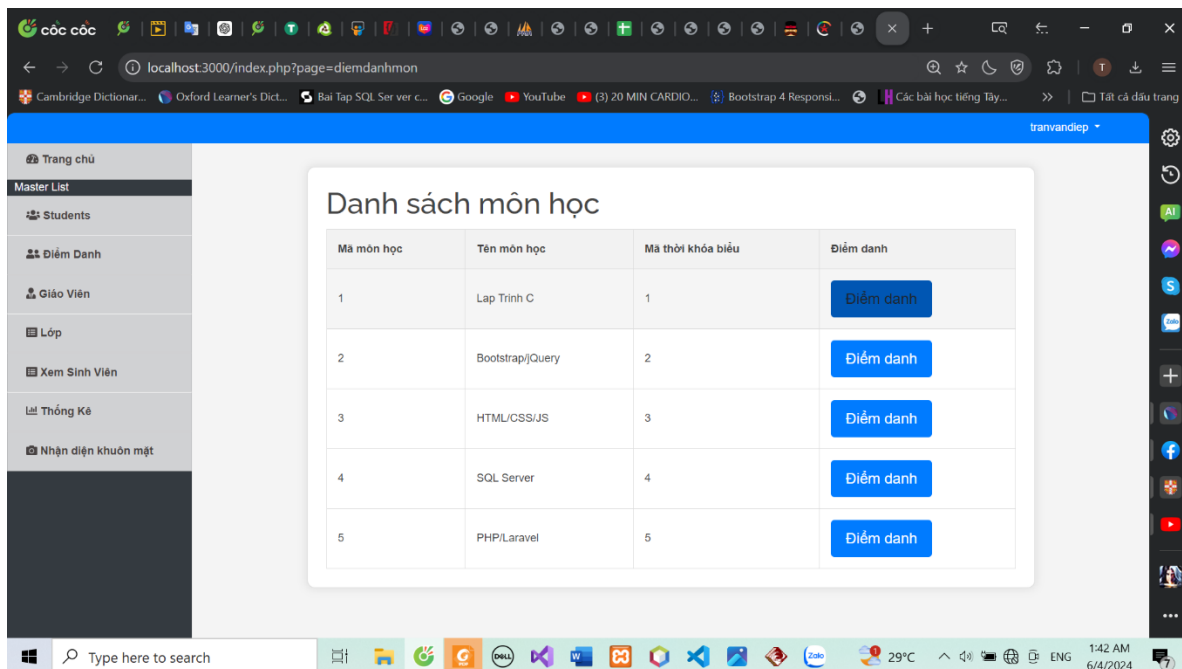 cốc cốc
localhost:3000/index.php?page=diemdanhmon
T
Cambridge Dictionar... Oxford Learner's Dict... Bai Tap SQL Ser ver c... Google YouTube (3) 20 MIN CARDIO... Bootstrap 4 Responsi... Các bài học tiếng Tây... >> Tất cả dấu trang
tranvandiep
Trang chủ
Master List
Students
Điểm Danh
Giáo Viên
Lớp
Xem Sinh Viên
Thống Kê
Nhận diện khuôn mặt
Danh sách môn học
Mã môn học Tên môn học Mã thời khóa biểu Điểm danh
1 Lap Trinh C 1 Điểm danh
2 Bootstrap/jQuery 2 Điểm danh
3 HTML/CSS/JS 3 Điểm danh
4 SQL Server 4 Điểm danh
5 PHP/Laravel 5 Điểm danh
AI
Zalo
Type here to search
DELL
Zalo
29°C ENG 1:42 AM
6/4/2024
7